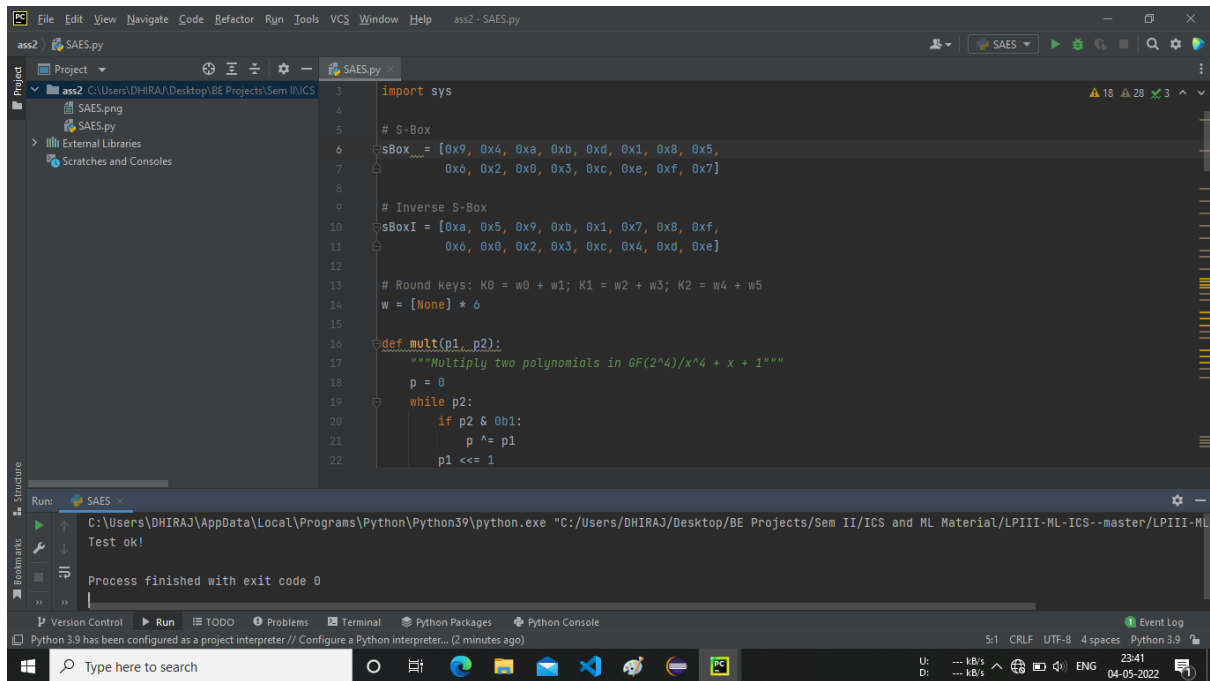 PC File Edit View Navigate Code Refactor Run Tools VCS Window Help ass2 - SAES.py
ass2 SAES.py SAES
Project SAES.py
Project
ass2 C:\Users\DHIRAJ\Desktop\BE Projects\Sem II\ICS
SAES.png
SAES.py
External Libraries
Scratches and Consoles
18 28 3
3 import sys
4
5 # S-Box
6 sBox  = [0x9, 0x4, 0xa, 0xb, 0xd, 0x1, 0x8, 0x5,
7         0x6, 0x2, 0x0, 0x3, 0xc, 0xe, 0xf, 0x7]
8
9 # Inverse S-Box
10 sBoxI = [0xa, 0x5, 0x9, 0xb, 0x1, 0x7, 0x8, 0xf,
11         0x6, 0x0, 0x2, 0x3, 0xc, 0x4, 0xd, 0xe]
12
13 # Round keys: K0 = w0 + w1; K1 = w2 + w3; K2 = w4 + w5
14 w = [None] * 6
15
16 def mult(p1, p2):
17     """Multiply two polynomials in GF(2^4)/x^4 + x + 1"""
18     p = 0
19     while p2:
20         if p2 & 0b1:
21             p ^= p1
22         p1 <<= 1
Structure
Bookmarks
Run: SAES
C:\Users\DHIRAJ\AppData\Local\Programs\Python\Python39\python.exe "C:/Users/DHIRAJ/Desktop/BE Projects/Sem II/ICS and ML Material/LPIII-ML-ICS--master/LPIII-ML
Test ok!
Process finished with exit code 0
Version Control Run TODO Problems Terminal Python Packages Python Console 1 Event Log
Python 3.9 has been configured as a project interpreter // Configure a Python interpreter... (2 minutes ago) 5:1 CRLF UTF-8 4 spaces Python 3.9
Type here to search
PC
U: --- kB/s
D: --- kB/s
ENG
23:41
04-05-2022
1